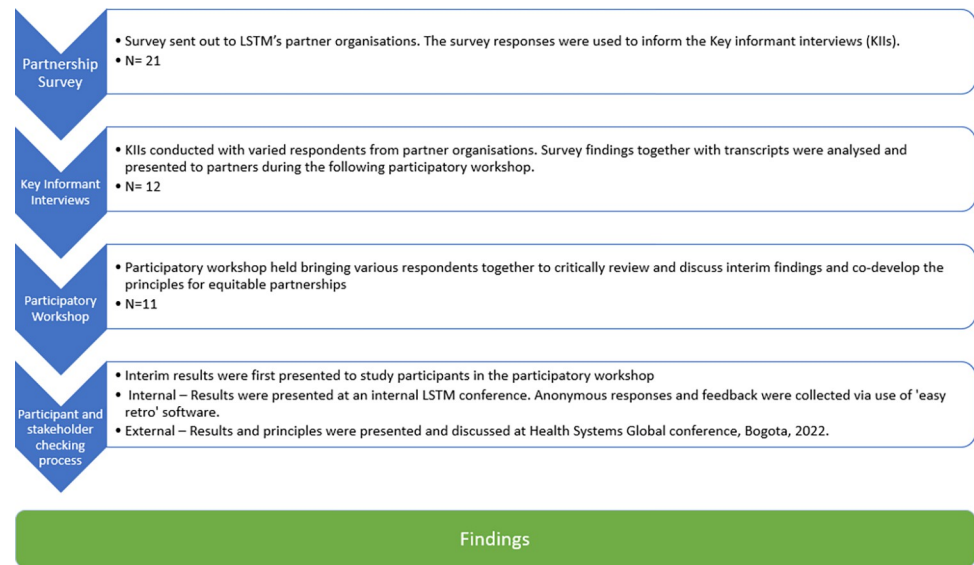 Partnership
Survey
• Survey sent out to LSTM's partner organisations. The survey responses were used to inform the Key informant interviews (KIIs).
• N= 21
Key Informant
Interviews
• KIIs conducted with varied respondents from partner organisations. Survey findings together with transcripts were analysed and
presented to partners during the following participatory workshop.
• N= 12
Participatory
Workshop
• Participatory workshop held bringing various respondents together to critically review and discuss interim findings and co-develop the
principles for equitable partnerships
• N=11
Participant and
stakeholder
checking
process
• Interim results were first presented to study participants in the participatory workshop
• Internal – Results were presented at an internal LSTM conference. Anonymous responses and feedback were collected via use of 'easy
retro' software.
• External – Results and principles were presented and discussed at Health Systems Global conference, Bogota, 2022.
Findings